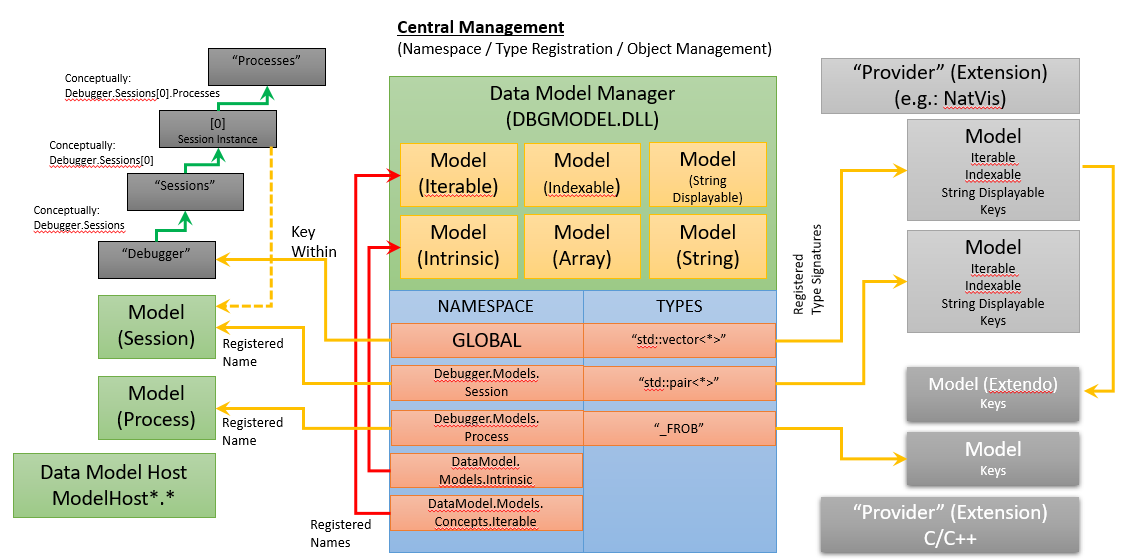 Central Management
(Namespace / Type Registration / Object Management)
“Processes”
Conceptually:
Debugger.Sessions[0].Processes
[0]
Session Instance
Conceptually:
Debugger.Sessions[0]
“Sessions”
Conceptually:
Debugger.Sessions
“Debugger”
Key
Within
Model
(Session)
Registered
Name
Model
(Process)
Registered
Name
Data Model Host
ModelHost*.*
Registered
Names
Data Model Manager
(DBGMODEL.DLL)
Model
(Iterable)
Model
(Indexable)
Model
(String
Displayable)
Model
(Intrinsic)
Model
(Array)
Model
(String)
NAMESPACE
TYPES
GLOBAL
“std::vector<*>”
Debugger.Models.
Session
“std::pair<*>”
Debugger.Models.
Process
“_FROB”
DataModel.
Models.Intrinsic
DataModel.Models.
Concepts.Iterable
Registered
Type Signatures
“Provider” (Extension)
(e.g.: NatVis)
Model
Iterable
Indexable
String Displayable
Keys
Model
Iterable
Indexable
String Displayable
Keys
Model (Extendo)
Keys
Model
Keys
“Provider” (Extension)
C/C++